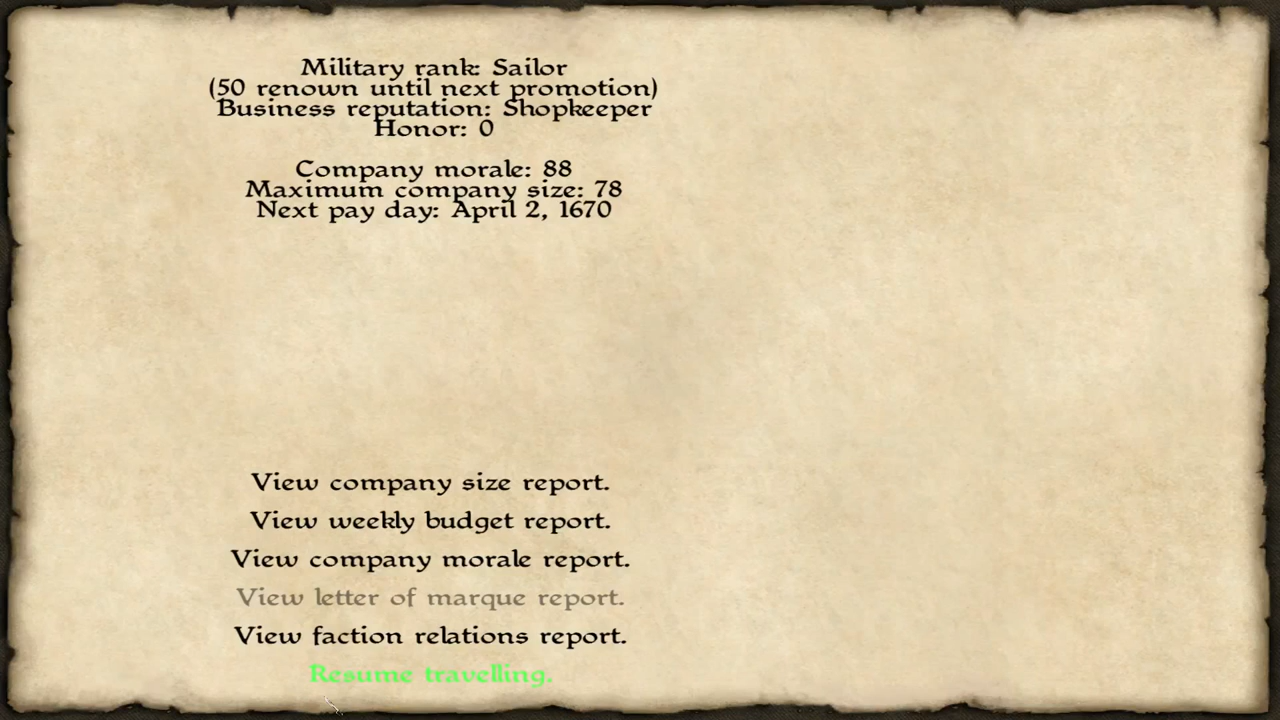 Military rank: Sailor
(50 renown until next promotion)
Business reputation: Shopkeeper
Honor: 0
Company morale: 88
Maximum company size: 78
Next pay day: April 2, 1670
View company size report.
View weekly budget report.
View company morale report.
View letter of marque report.
View faction relations report.
Resume travelling.